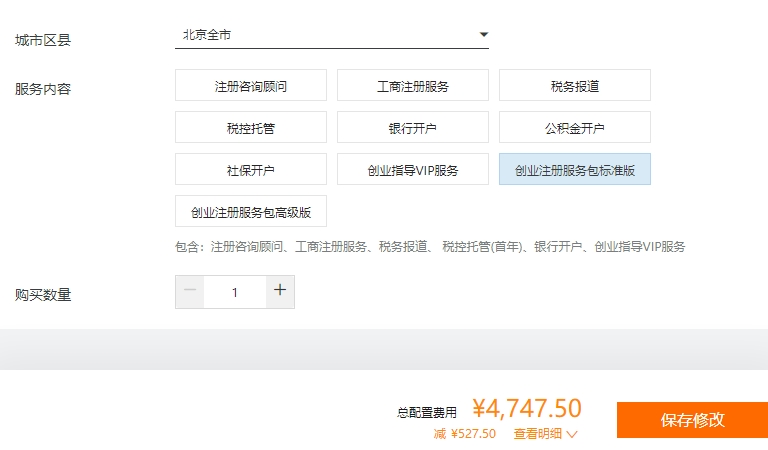 城市区县 北京全市
服务内容 注册咨询顾问 工商注册服务 税务报道
税控托管 银行开户 公积金开户
社保开户 创业指导VIP服务 创业注册服务包标准版
创业注册服务包高级版
包含：注册咨询顾问、工商注册服务、税务报道、 税控托管(首年)、银行开户、创业指导VIP服务
购买数量 1
总配置费用 ¥4,747.50
减 ¥527.50 查看明细
保存修改